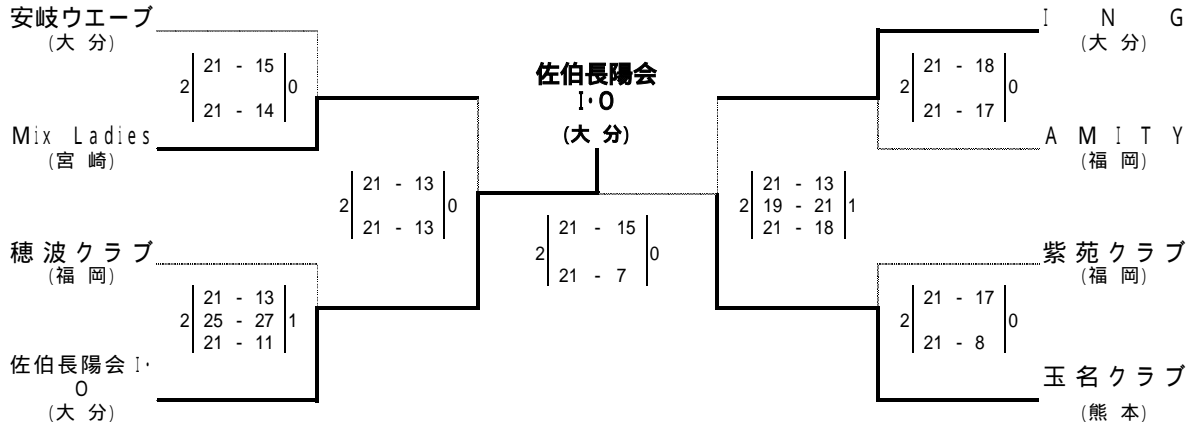 安岐ウエーブ
(大 分)
2 21 - 15 0
21 - 14
Mix Ladies
(宮 崎)
2 21 - 13 0
21 - 13
穂波クラブ
(福 岡)
21 - 13
2 25 - 27 1
21 - 11
佐伯長陽会I・
O
(大 分)
佐伯長陽会
I・O
(大 分)
2 21 - 15 0
21 - 7
I N G
(大 分)
2 21 - 18 0
21 - 17
A M I T Y
(福 岡)
21 - 13
2 19 - 21 1
21 - 18
紫苑クラブ
(福 岡)
2 21 - 17 0
21 - 8
玉名クラブ
(熊 本)